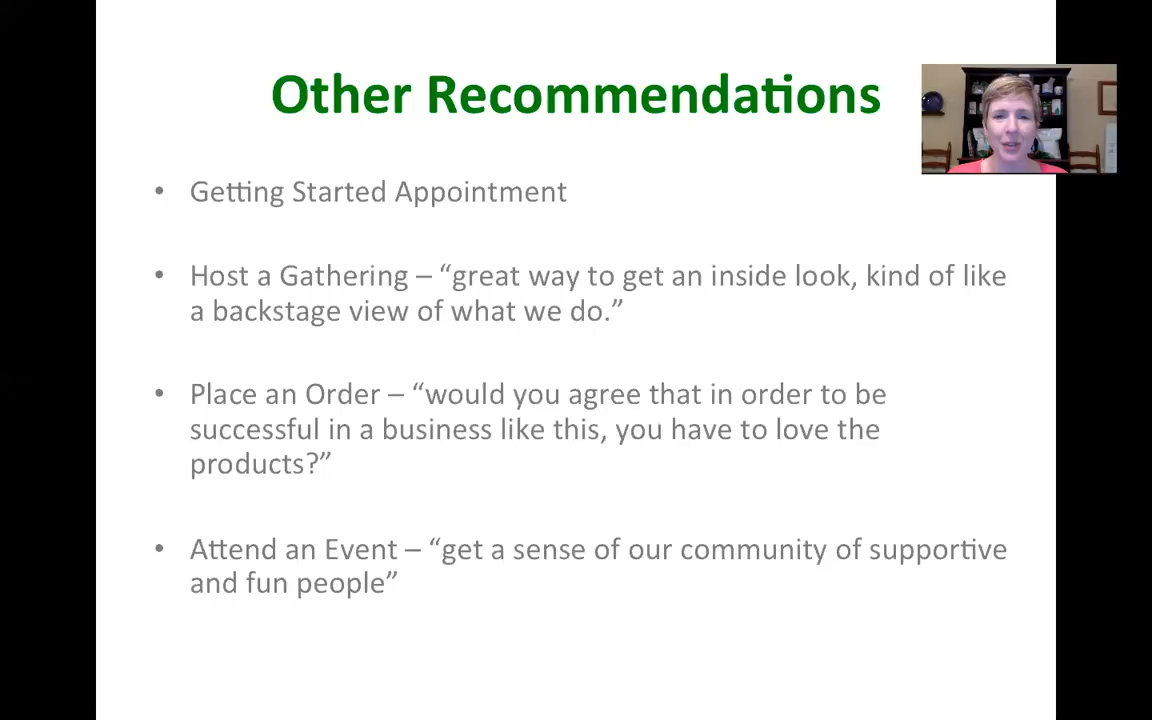 Other Recommendations
• Getting Started Appointment
• Host a Gathering – “great way to get an inside look, kind of like
a backstage view of what we do.”
• Place an Order – “would you agree that in order to be
successful in a business like this, you have to love the
products?”
• Attend an Event – “get a sense of our community of supportive
and fun people”